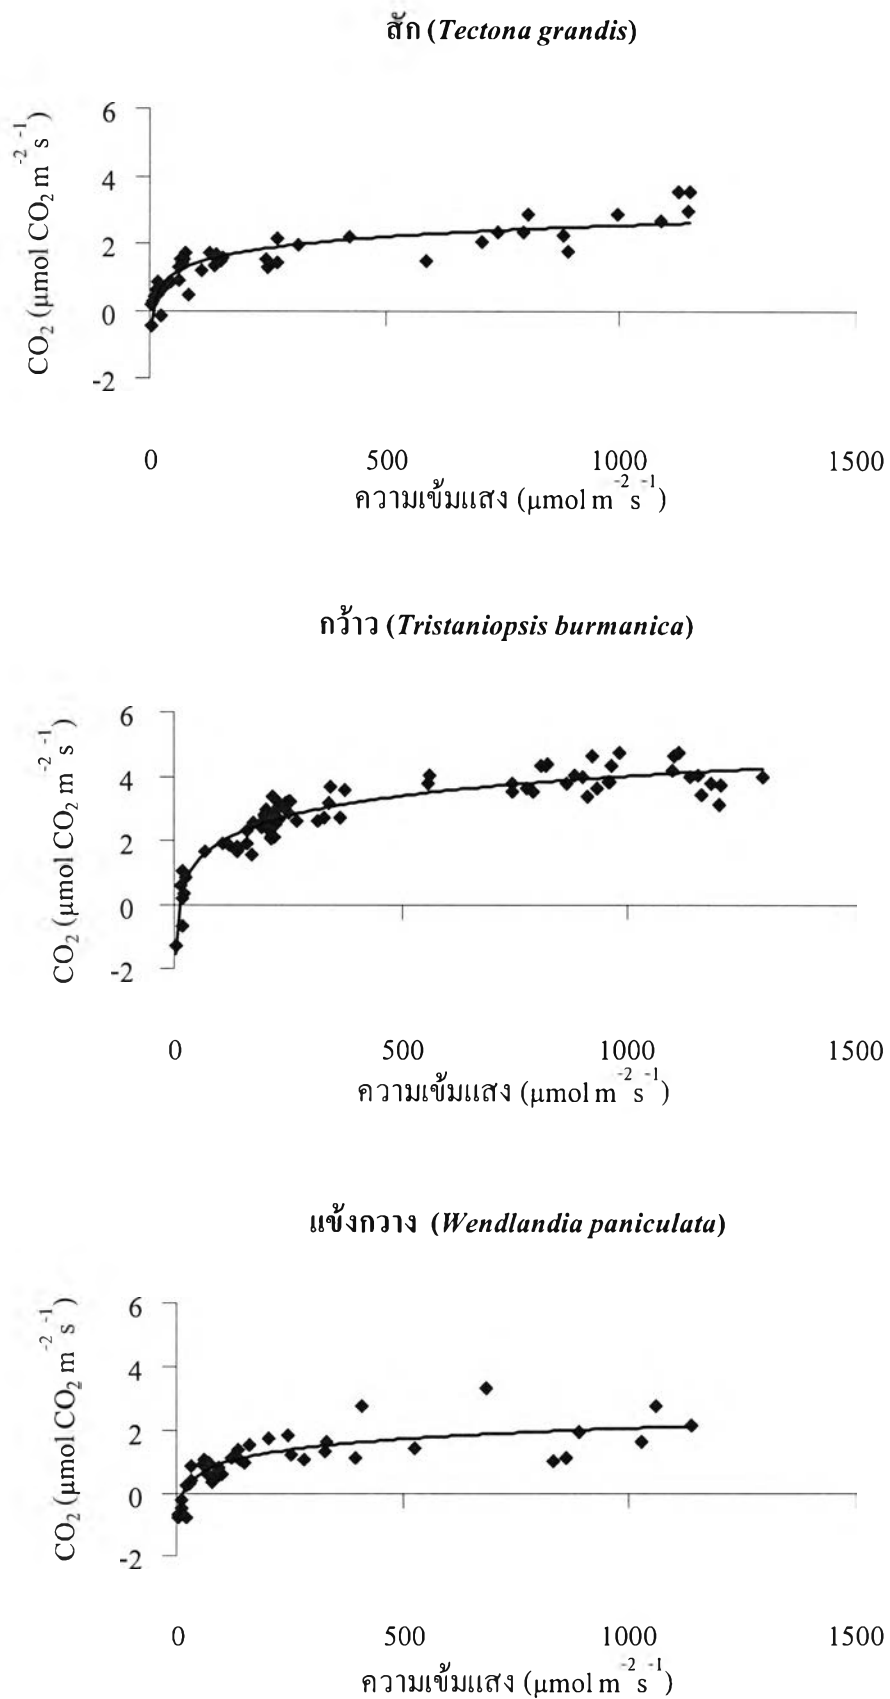 สัก (Tectona grandis)
CO₂ (µmol CO₂ m⁻² s⁻¹)
6
4
2
0
-2
0 500 1000 1500
ความเข้มแสง (µmol m⁻² s⁻¹)
กว้าว (Tristaniopsis burmanica)
CO₂ (µmol CO₂ m⁻² s⁻¹)
6
4
2
0
-2
0 500 1000 1500
ความเข้มแสง (µmol m⁻² s⁻¹)
แข้งกวาง (Wendlandia paniculata)
CO₂ (µmol CO₂ m⁻² s⁻¹)
6
4
2
0
-2
0 500 1000 1500
ความเข้มแสง (µmol m⁻² s⁻¹)